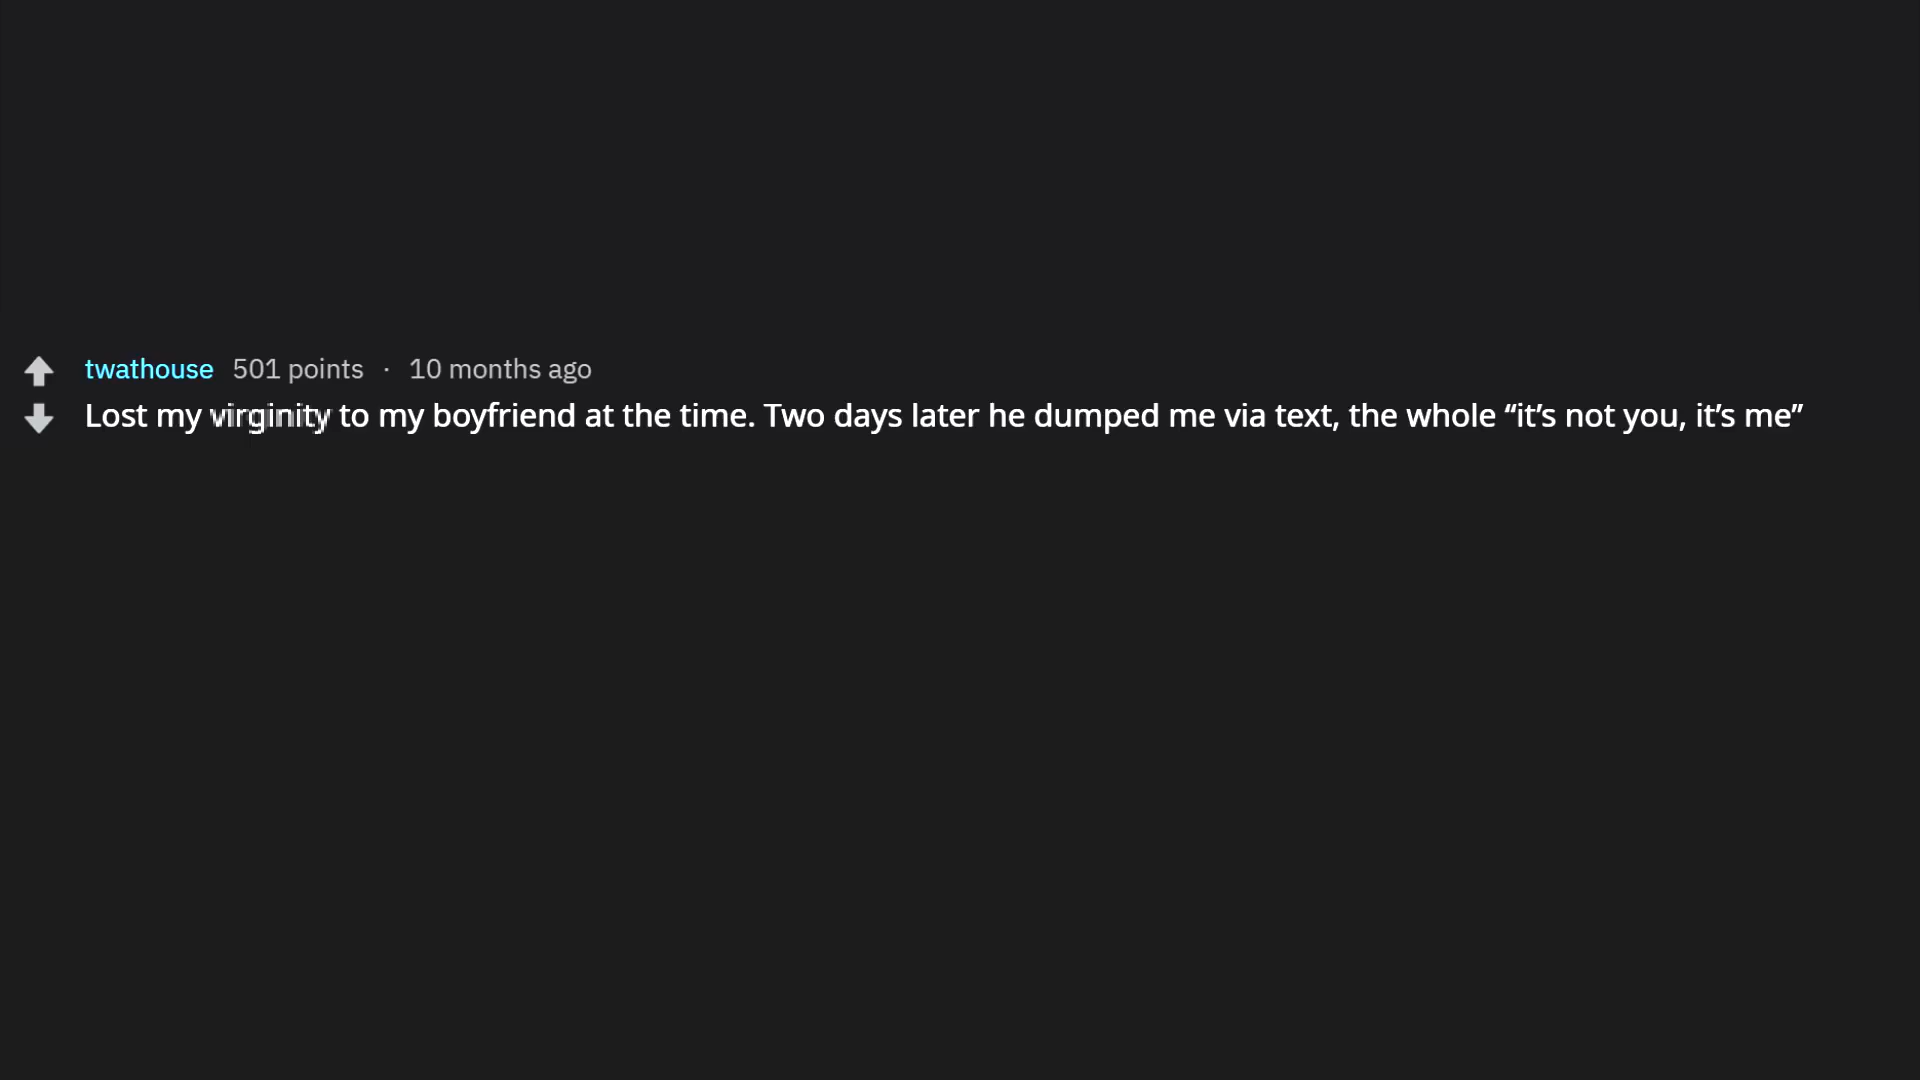 twathouse 501 points · 10 months ago
Lost my virginity to my boyfriend at the time. Two days later he dumped me via text, the whole “it’s not you, it’s me”